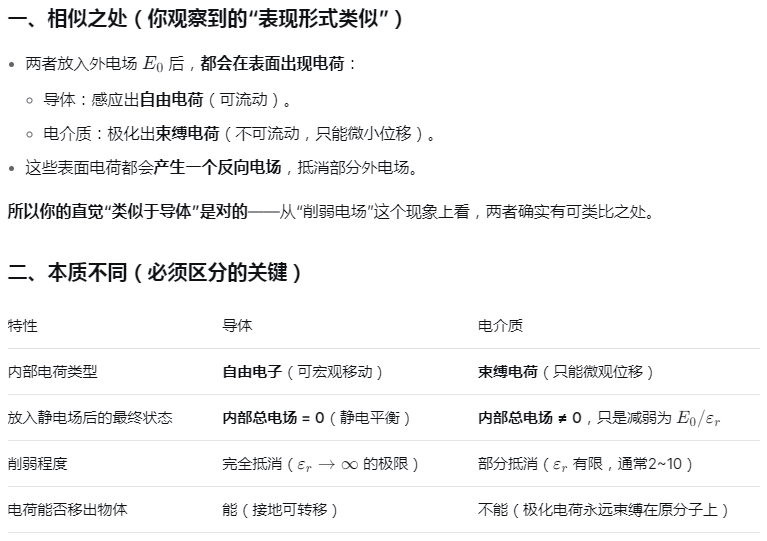 一、相似之处（你观察到的“表现形式类似”）
• 两者放入外电场 E₀ 后，都会在表面出现电荷：
◦ 导体：感应出自由电荷（可流动）。
◦ 电介质：极化出束缚电荷（不可流动，只能微小位移）。
• 这些表面电荷都会产生一个反向电场，抵消部分外电场。
所以你的直觉“类似于导体”是对的——从“削弱电场”这个现象上看，两者确实有可类比之处。
二、本质不同（必须区分的关键）
特性 导体 电介质
内部电荷类型 自由电子（可宏观移动） 束缚电荷（只能微观位移）
放入静电场后的最终状态 内部总电场 = 0（静电平衡） 内部总电场 ≠ 0，只是减弱为 E₀/εᵣ
削弱程度 完全抵消（εᵣ → ∞ 的极限） 部分抵消（εᵣ 有限，通常2~10）
电荷能否移出物体 能（接地可转移） 不能（极化电荷永远束缚在原分子上）